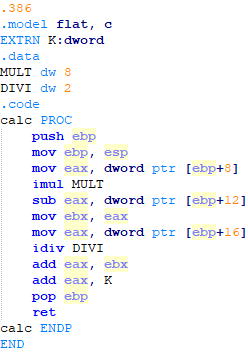 .386
.model flat, c
EXTRN K:dword
.data
MULT dw 8
DIVI dw 2
.code
calc PROC
push ebp
mov ebp, esp
mov eax, dword ptr [ebp+8]
imul MULT
sub eax, dword ptr [ebp+12]
mov ebx, eax
mov eax, dword ptr [ebp+16]
idiv DIVI
add eax, ebx
add eax, K
pop ebp
ret
calc ENDP
END